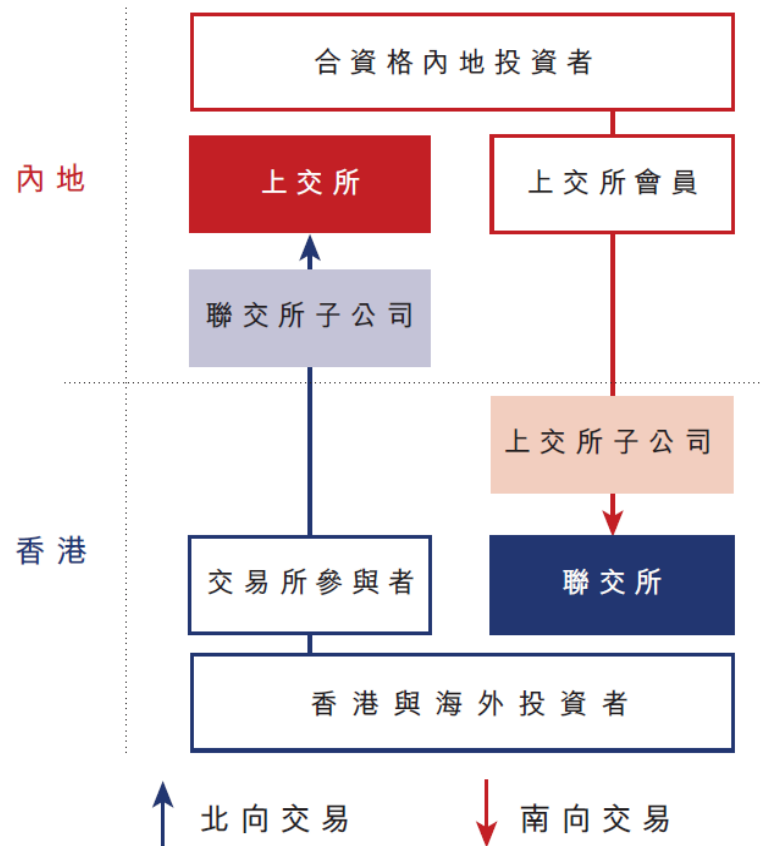 合資格內地投資者
內地
上交所
上交所會員
聯交所子公司
上交所子公司
香港
交易所參與者
聯交所
香港與海外投資者
北向交易
南向交易